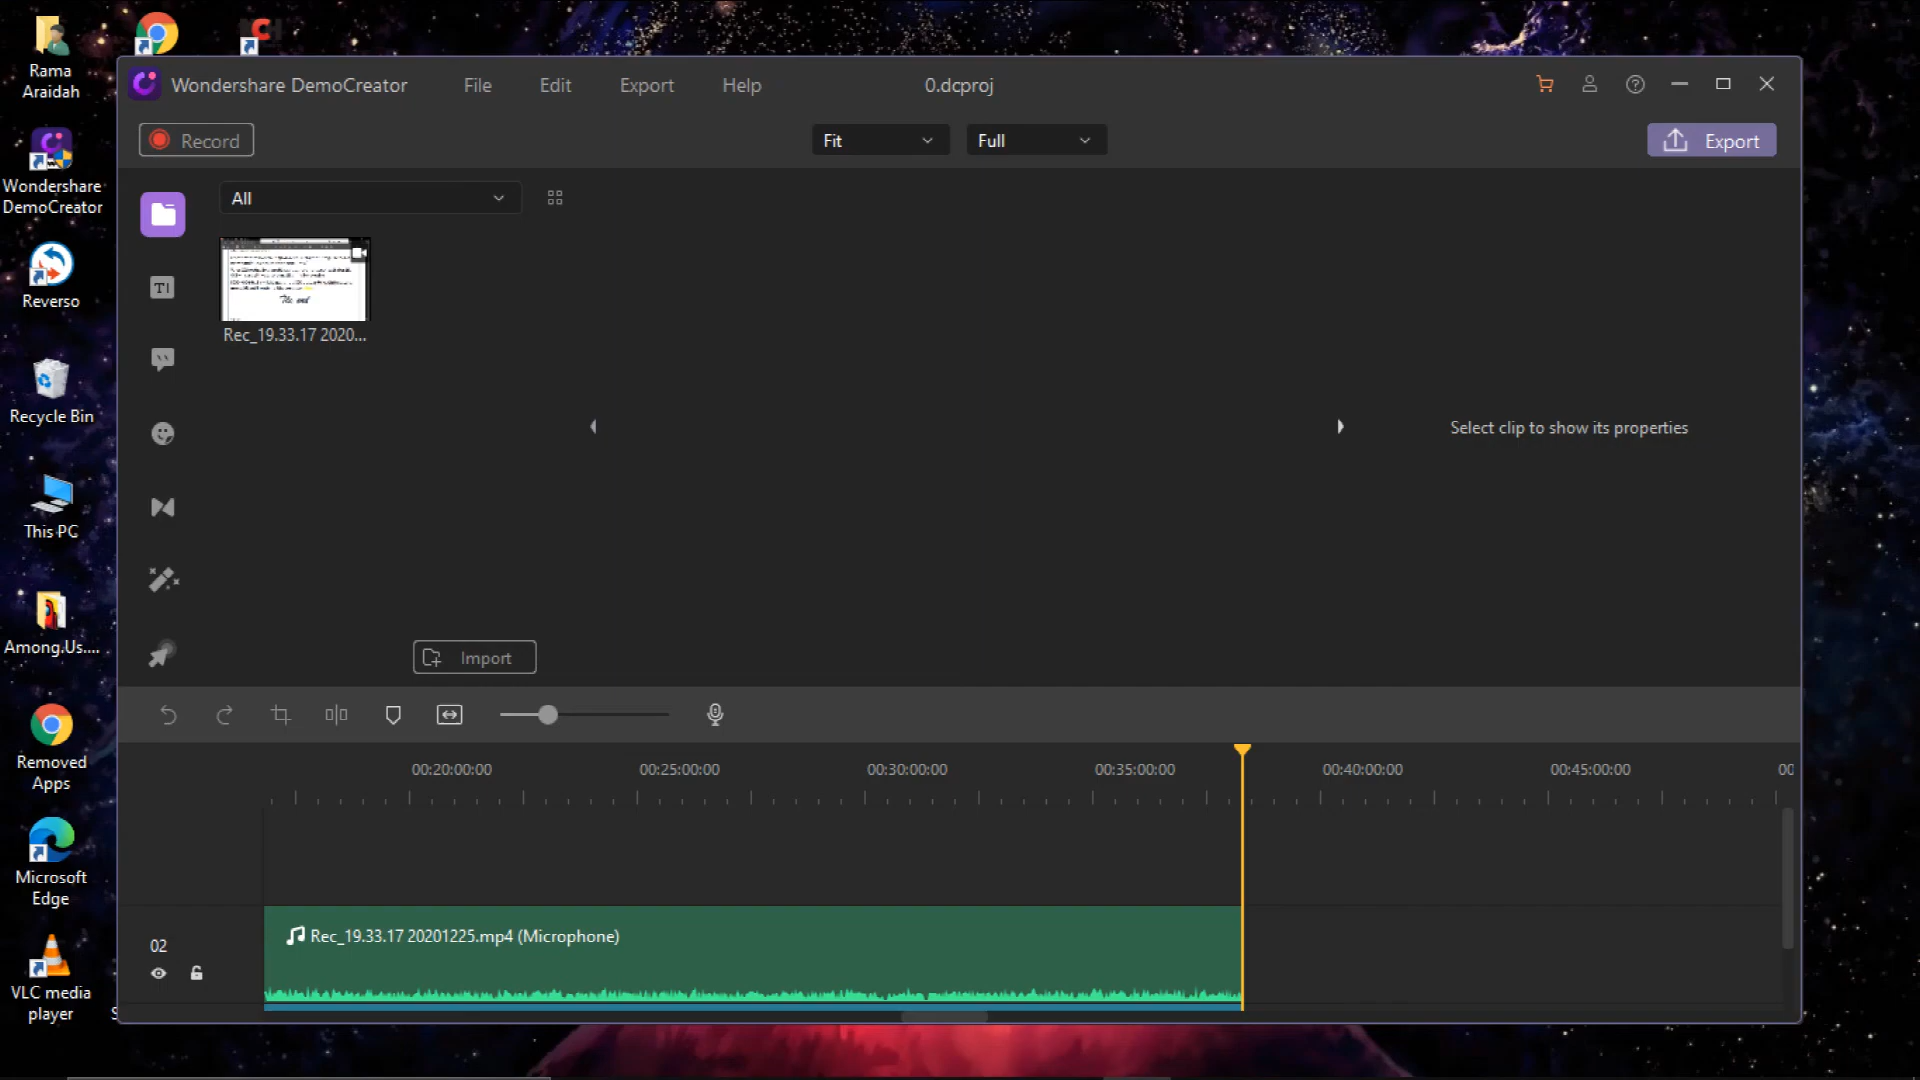 Rama
Araidah
Wondershare
DemoCreator
Reverso
Recycle Bin
This PC
Among.Us....
Removed
Apps
Microsoft
Edge
VLC media
player
Wondershare DemoCreator
File
Edit
Export
Help
0.dcproj
Record
Fit
Full
Export
All
The end
Rec_19.33.17 2020...
Select clip to show its properties
Import
00:20:00:00
00:25:00:00
00:30:00:00
00:35:00:00
00:40:00:00
00:45:00:00
00
02
Rec_19.33.17 20201225.mp4 (Microphone)